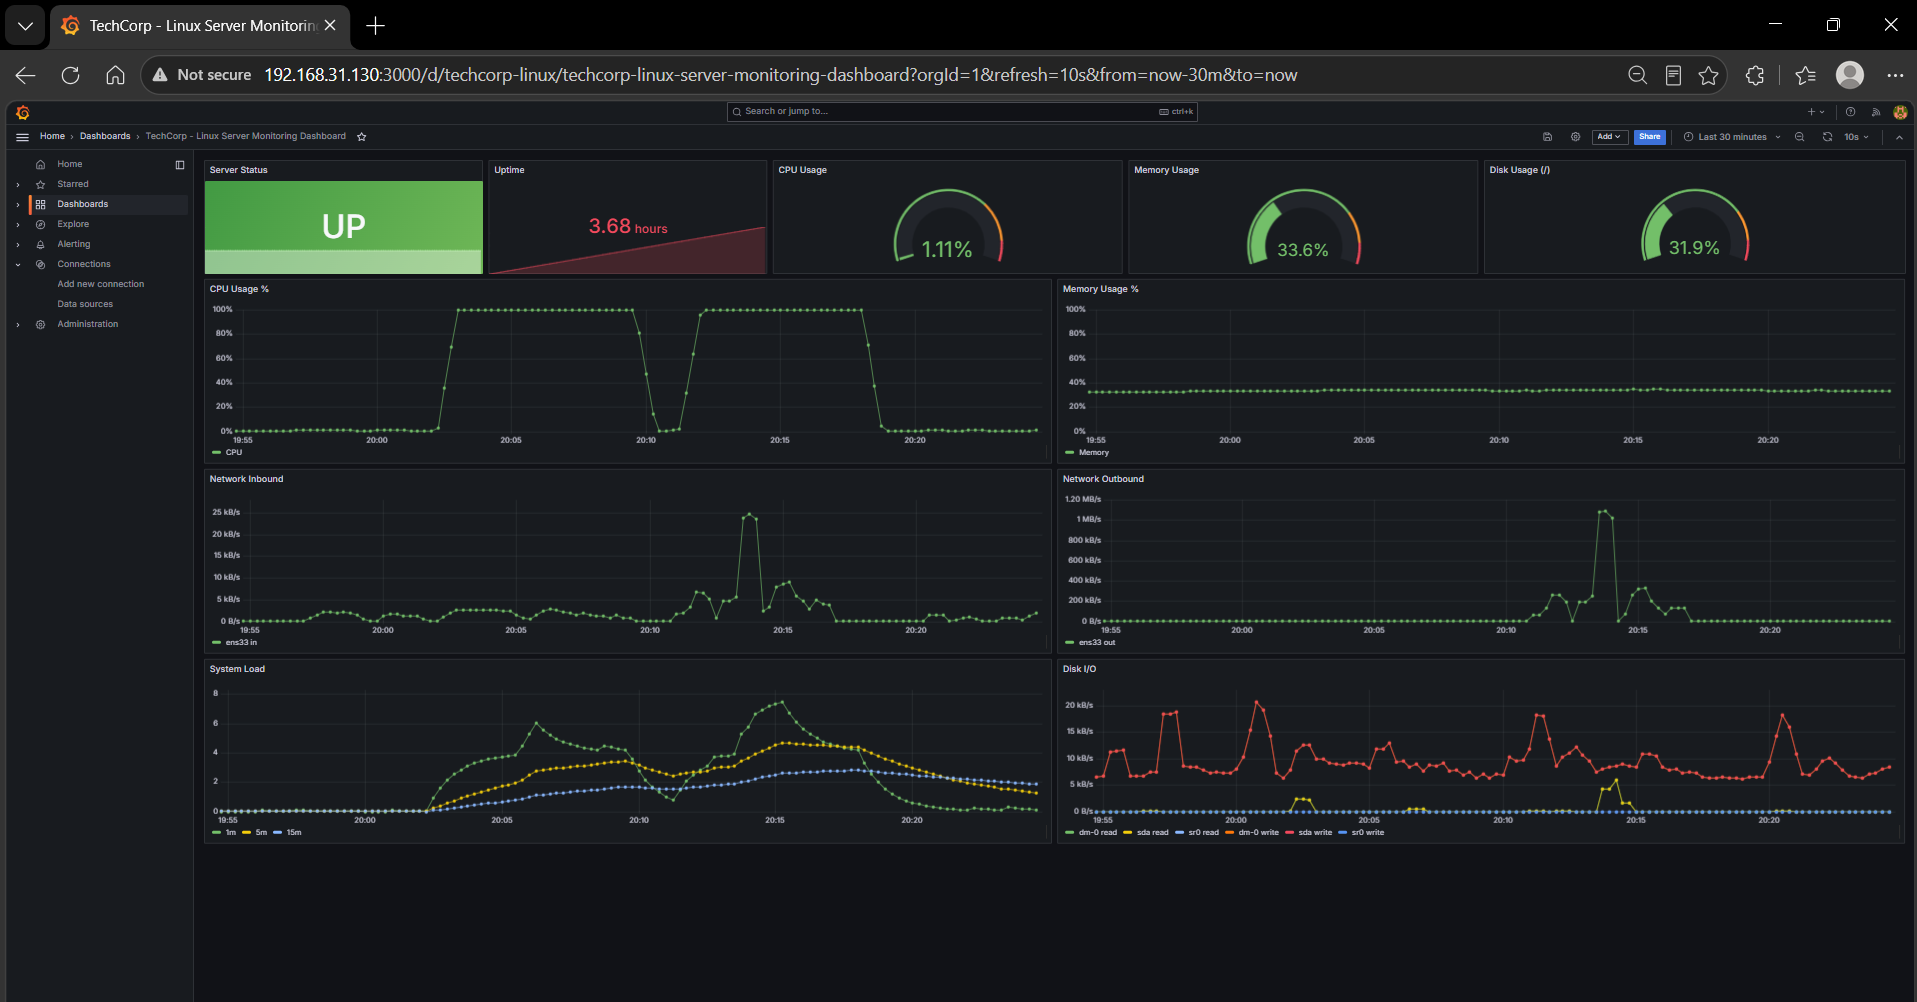 TechCorp - Linux Server Monitorin
Not secure 192.168.31.130:3000/d/techcorp-linux/techcorp-linux-server-monitoring-dashboard?orgId=1&refresh=10s&from=now-30m&to=now
Search or jump to... ctrl+k
Home › Dashboards › TechCorp - Linux Server Monitoring Dashboard
Add Share Last 30 minutes 10s
Home
Starred
Dashboards
Explore
Alerting
Connections
Add new connection
Data sources
Administration
Server Status
UP
Uptime
3.68 hours
CPU Usage
1.11%
Memory Usage
33.6%
Disk Usage (/)
31.9%
CPU Usage %
100%
80%
60%
40%
20%
0%
19:55 20:00 20:05 20:10 20:15 20:20
CPU
Memory Usage %
100%
80%
60%
40%
20%
0%
19:55 20:00 20:05 20:10 20:15 20:20
Memory
Network Inbound
25 kB/s
20 kB/s
15 kB/s
10 kB/s
5 kB/s
0 B/s
19:55 20:00 20:05 20:10 20:15 20:20
ens33 in
Network Outbound
1.20 MB/s
1 MB/s
800 kB/s
600 kB/s
400 kB/s
200 kB/s
0 B/s
19:55 20:00 20:05 20:10 20:15 20:20
ens33 out
System Load
8
6
4
2
0
19:55 20:00 20:05 20:10 20:15 20:20
1m 5m 15m
Disk I/O
20 kB/s
15 kB/s
10 kB/s
5 kB/s
0 B/s
19:55 20:00 20:05 20:10 20:15 20:20
dm-0 read sda read sr0 read dm-0 write sda write sr0 write